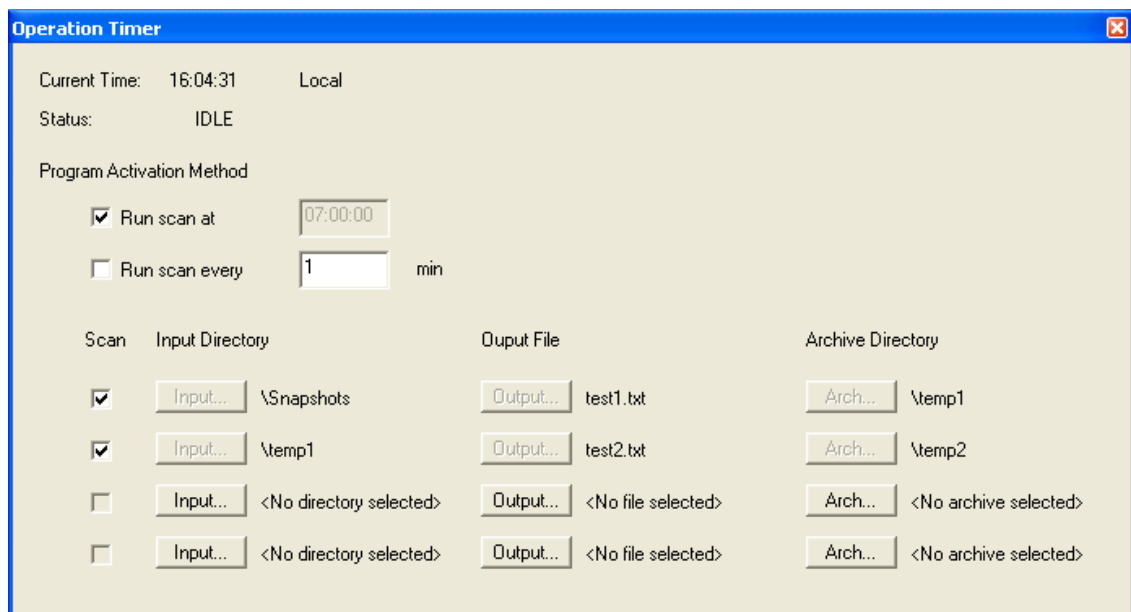 Operation Timer
Current Time: 16:04:31 Local
Status: IDLE
Program Activation Method
Run scan at 07:00:00
Run scan every 1 min
Scan Input Directory Ouput File Archive Directory
Input... \Snapshots Output... test1.txt Arch... \temp1
Input... \temp1 Output... test2.txt Arch... \temp2
Input... <No directory selected> Output... <No file selected> Arch... <No archive selected>
Input... <No directory selected> Output... <No file selected> Arch... <No archive selected>